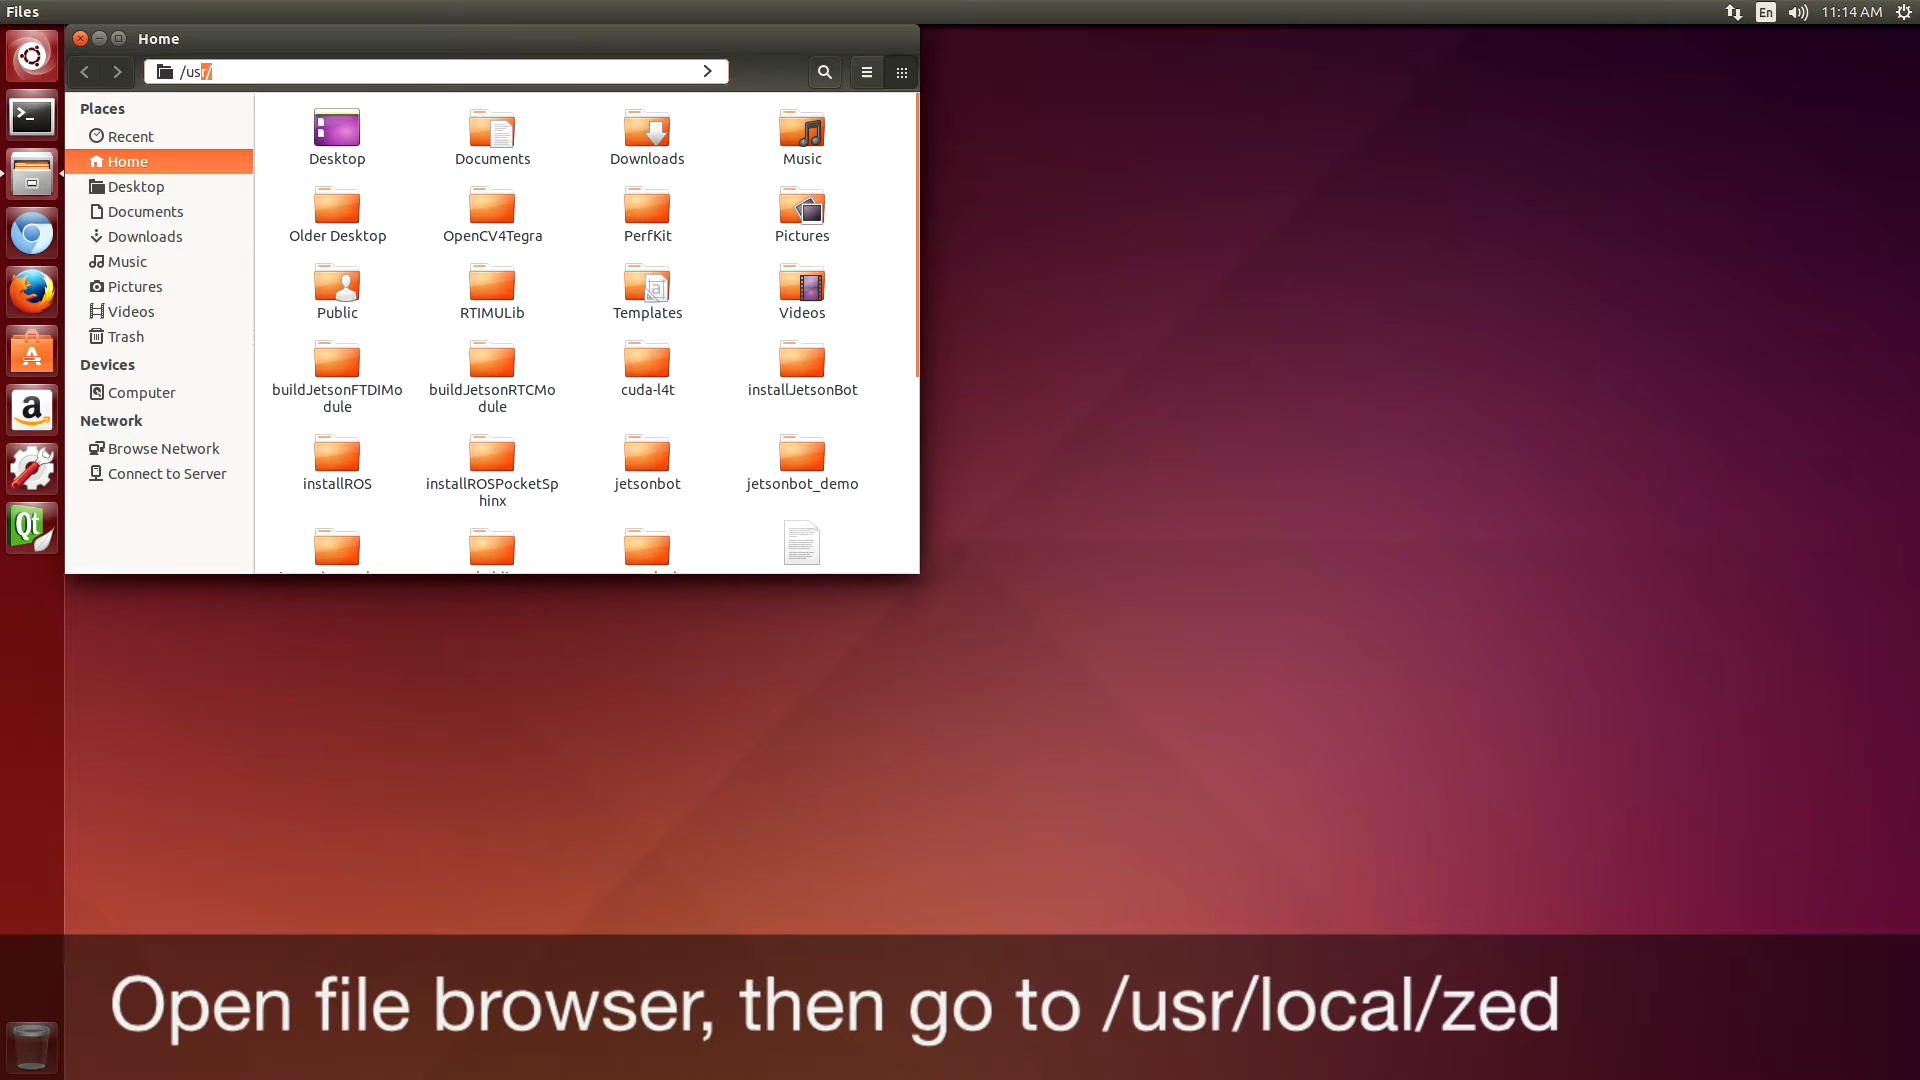 Files
En
11:14 AM
Home
/usr/
Places
Recent
Home
Desktop
Documents
Downloads
Music
Pictures
Videos
Trash
Devices
Computer
Network
Browse Network
Connect to Server
Desktop
Documents
Downloads
Music
Older Desktop
OpenCV4Tegra
PerfKit
Pictures
Public
RTIMULib
Templates
Videos
buildJetsonFTDIMo
dule
buildJetsonRTCMo
dule
cuda-l4t
installJetsonBot
installROS
installROSPocketSp
hinx
jetsonbot
jetsonbot_demo
Qt
Open file browser, then go to /usr/local/zed